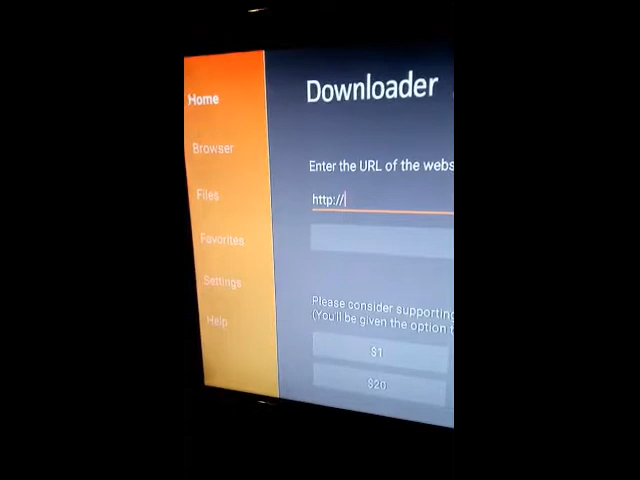 Home
Browser
Files
Favorites
Settings
Help
Downloader
Enter the URL of the webs
http://
Please consider supporting
(You'll be given the option t
$1
$20